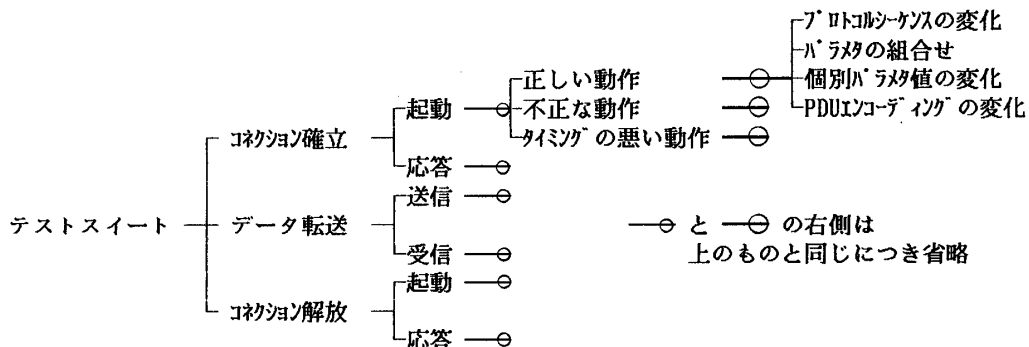 ﾌﾟﾛﾄｺﾙｼｰｹﾝｽの変化
ﾊﾟﾗﾒﾀの組合せ
正しい動作
個別ﾊﾟﾗﾒﾀ値の変化
起動
不正な動作
PDUｴﾝｺｰﾃﾞｨﾝｸﾞの変化
ｺﾈｸｼｮﾝ確立
ﾀｲﾐﾝｸﾞの悪い動作
応答
送信
テストスイート
データ転送
と
の右側は
受信
上のものと同じにつき省略
起動
ｺﾈｸｼｮﾝ解放
応答